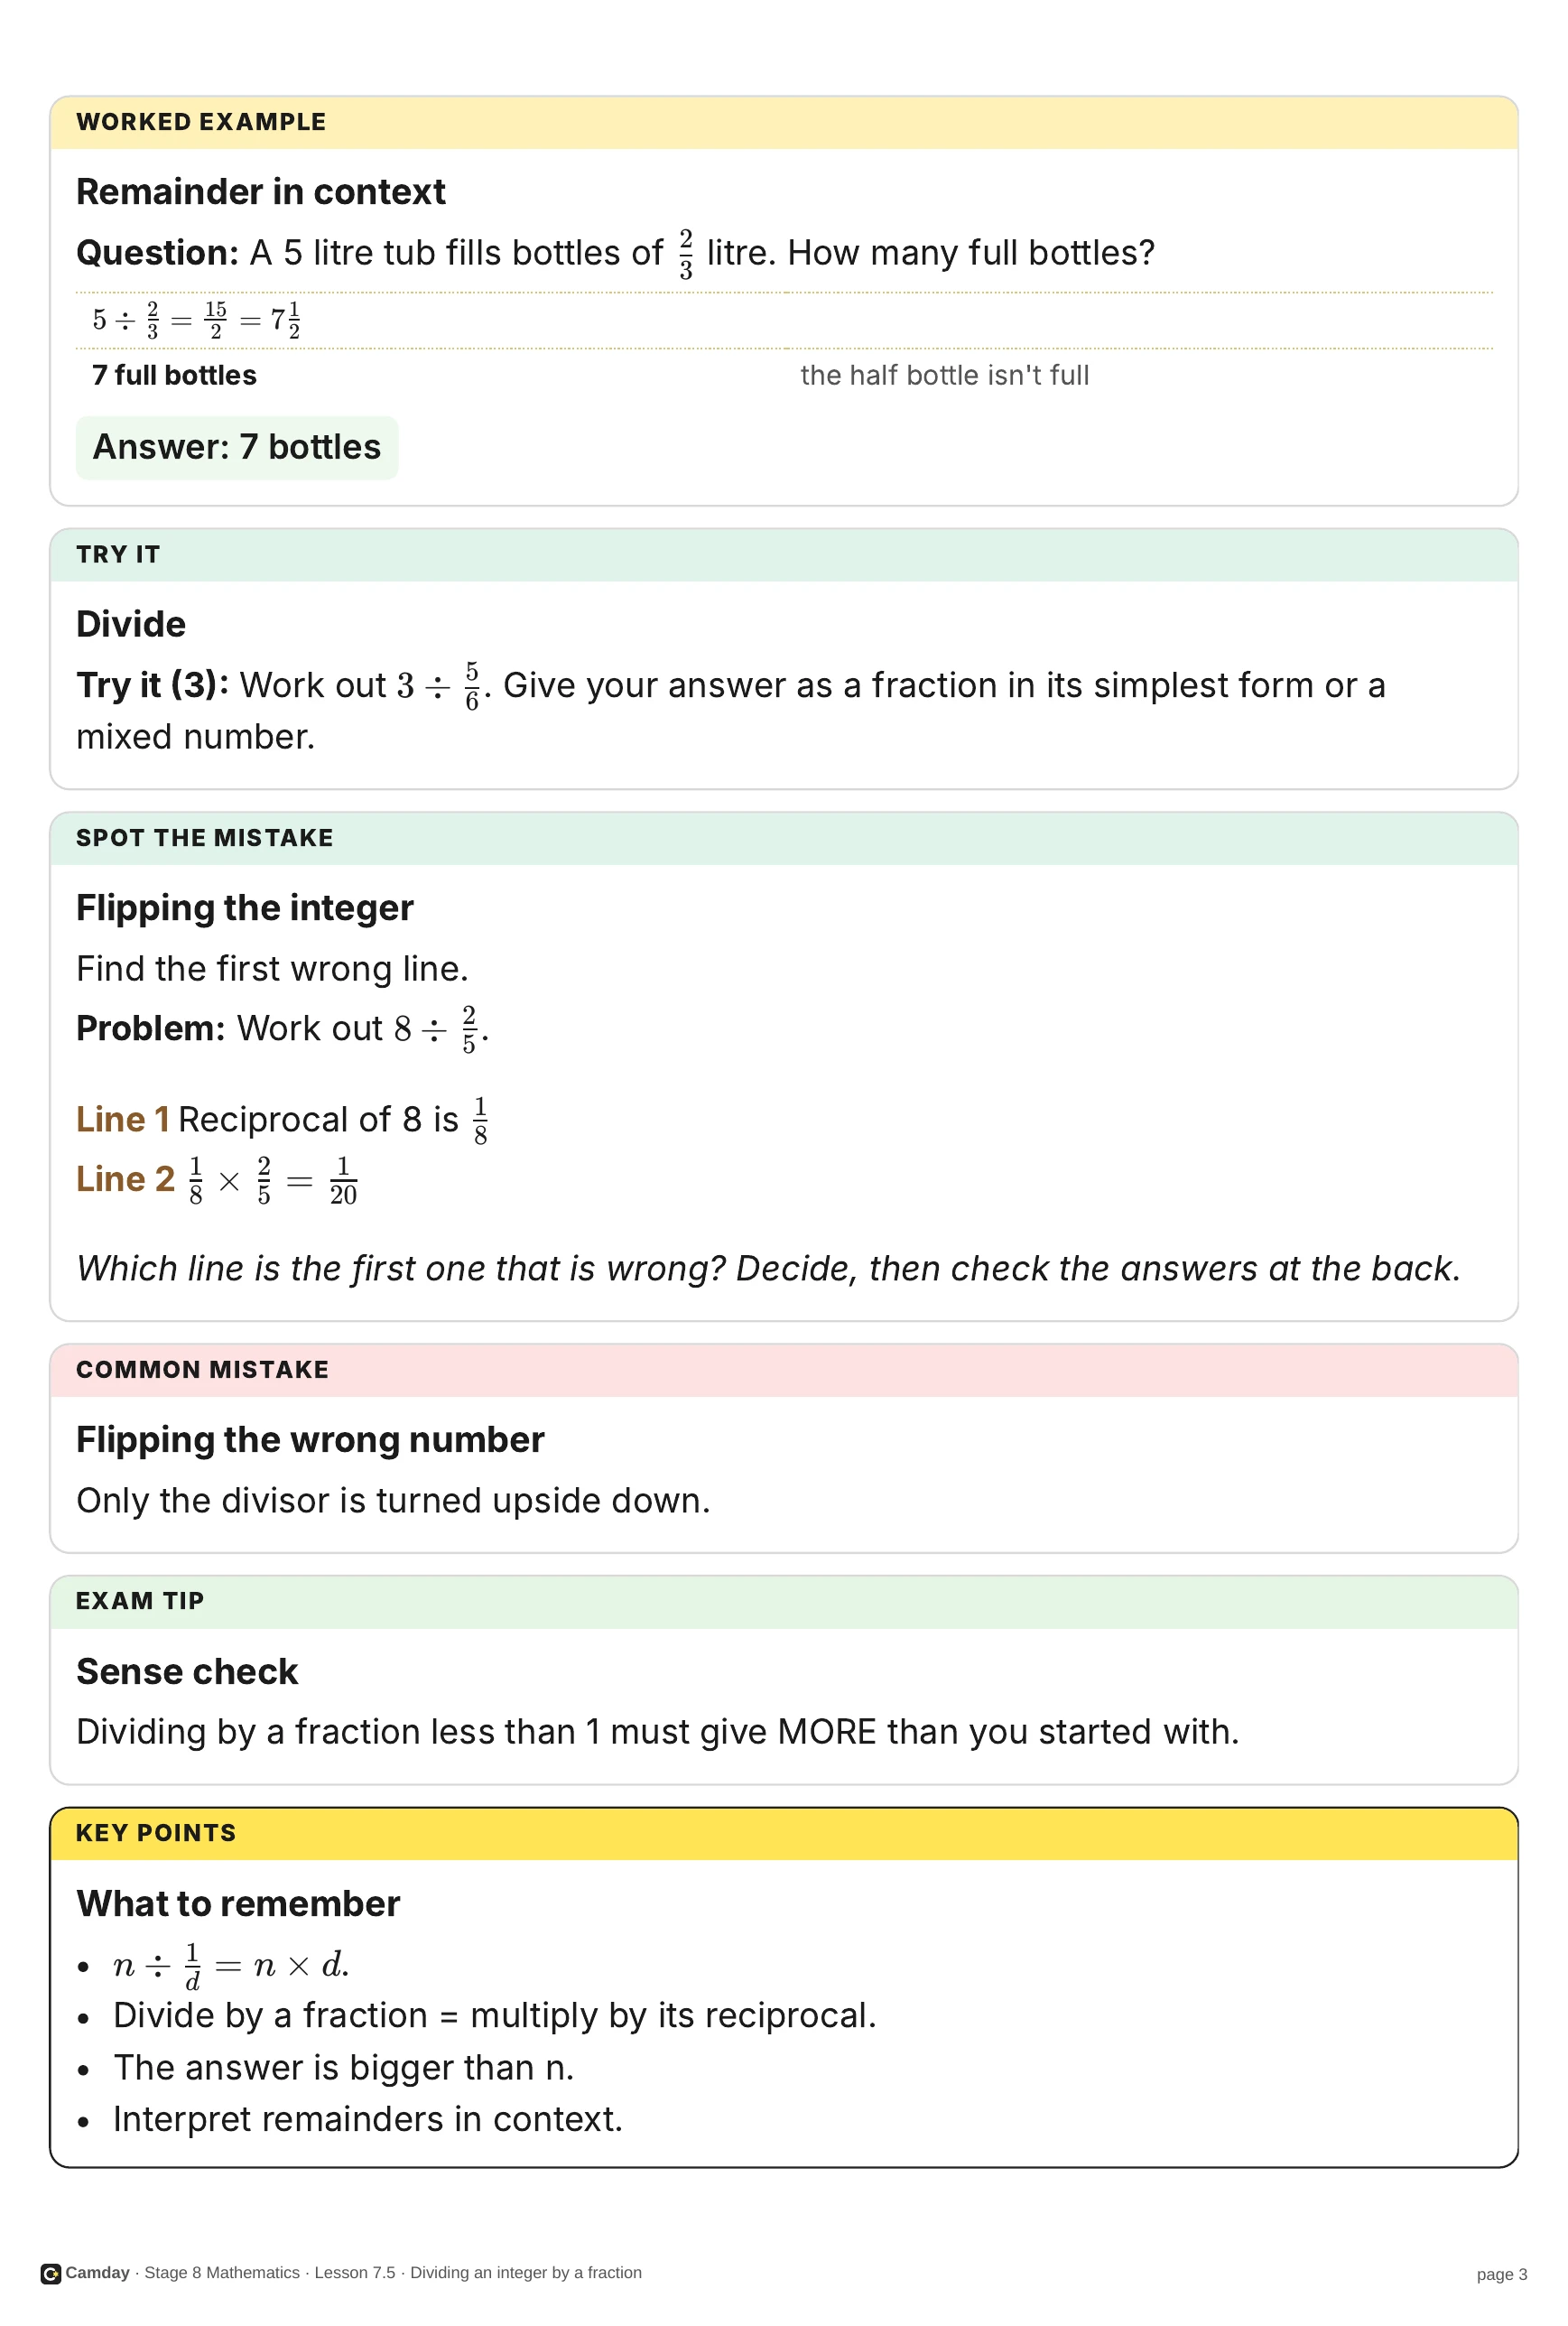 WORKED EXAMPLE
Remainder in context
Question: A 5 litre tub fills bottles of 2/3 litre. How many full bottles?
5 ÷ 2/3 = 15/2 = 7 1/2
7 full bottles the half bottle isn't full
Answer: 7 bottles
TRY IT
Divide
Try it (3): Work out 3 ÷ 5/6. Give your answer as a fraction in its simplest form or a
mixed number.
SPOT THE MISTAKE
Flipping the integer
Find the first wrong line.
Problem: Work out 8 ÷ 2/5.
Line 1 Reciprocal of 8 is 1/8
Line 2 1/8 × 2/5 = 1/20
Which line is the first one that is wrong? Decide, then check the answers at the back.
COMMON MISTAKE
Flipping the wrong number
Only the divisor is turned upside down.
EXAM TIP
Sense check
Dividing by a fraction less than 1 must give MORE than you started with.
KEY POINTS
What to remember
• n ÷ 1/d = n × d.
• Divide by a fraction = multiply by its reciprocal.
• The answer is bigger than n.
• Interpret remainders in context.
Camday · Stage 8 Mathematics · Lesson 7.5 · Dividing an integer by a fraction page 3